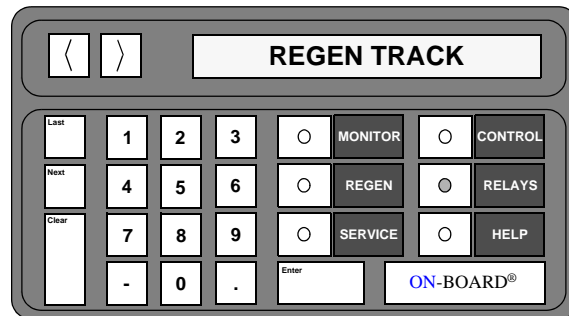 〈 〉 REGEN TRACK
Last 1 2 3 MONITOR CONTROL
Next 4 5 6 REGEN RELAYS
Clear 7 8 9 SERVICE HELP
- 0 . Enter ON-BOARD®